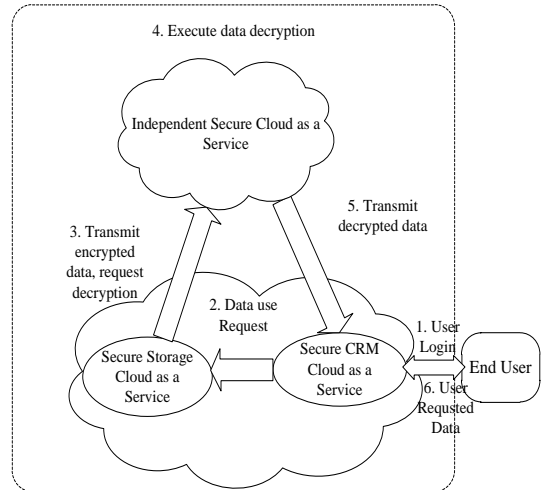 4. Execute data decryption
Independent Secure Cloud as a
Service
3. Transmit
encrypted
data, request
decryption
5. Transmit
decrypted data
2. Data use
Request
1. User
Login
Secure Storage
Cloud as a
Service
Secure CRM
Cloud as a
Service
End User
6. User
Requsted
Data